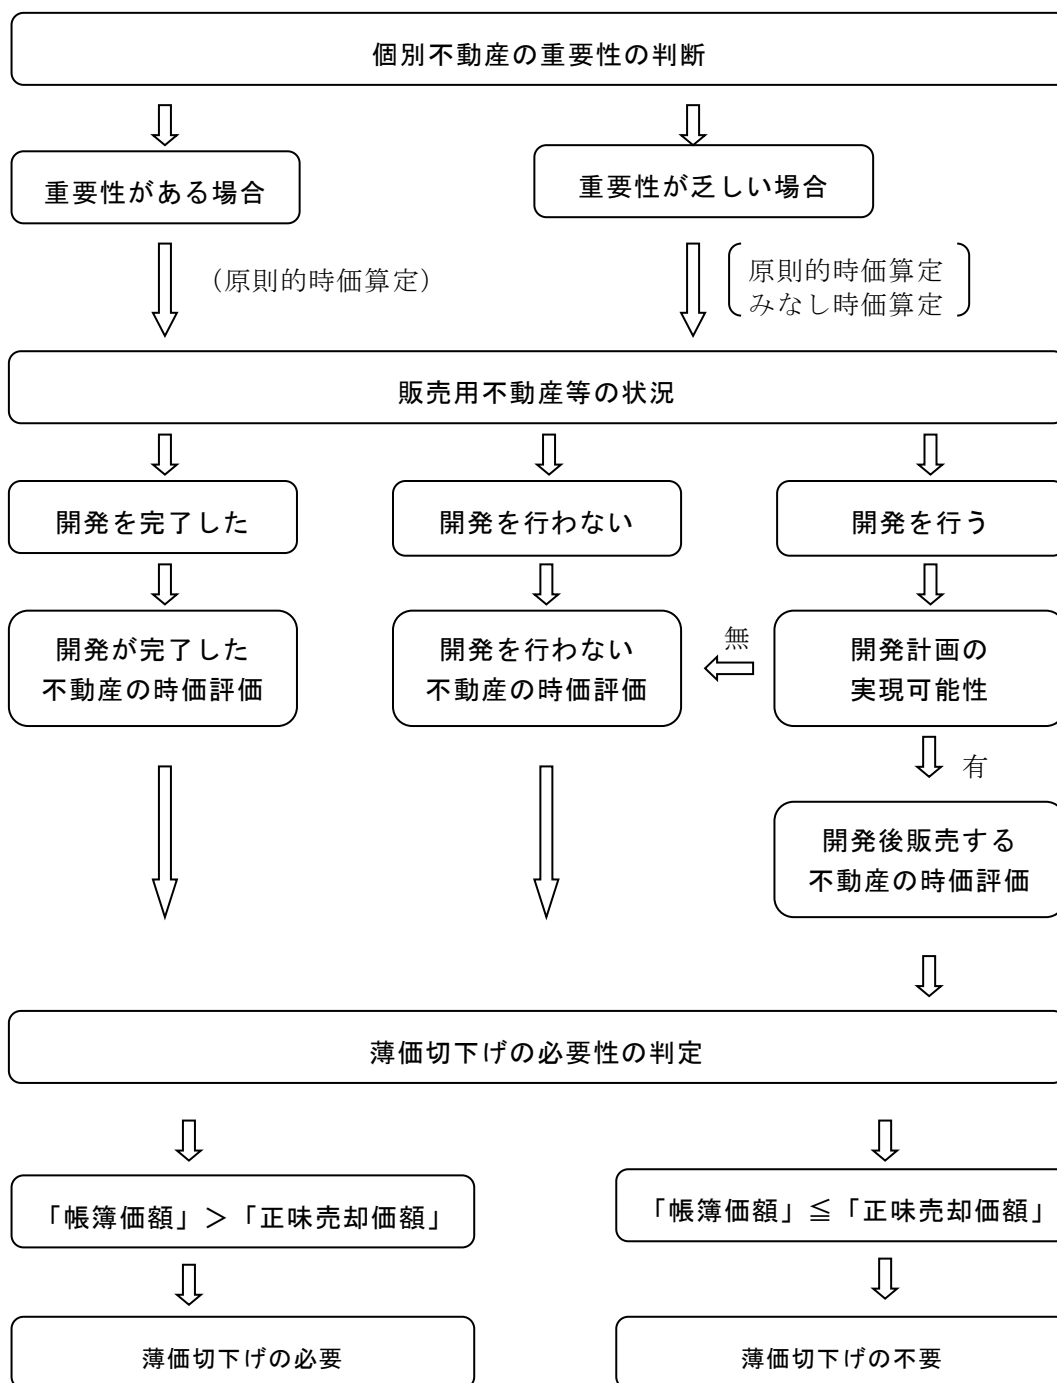 個別不動産の重要性の判断
重要性がある場合
重要性が乏しい場合
（原則的時価算定）
原則的時価算定
みなし時価算定
販売用不動産等の状況
開発を完了した
開発を行わない
開発を行う
開発が完了した
不動産の時価評価
開発を行わない
不動産の時価評価
無
開発計画の
実現可能性
有
開発後販売する
不動産の時価評価
薄価切下げの必要性の判定
「帳簿価額」＞「正味売却価額」
「帳簿価額」≦「正味売却価額」
薄価切下げの必要
薄価切下げの不要